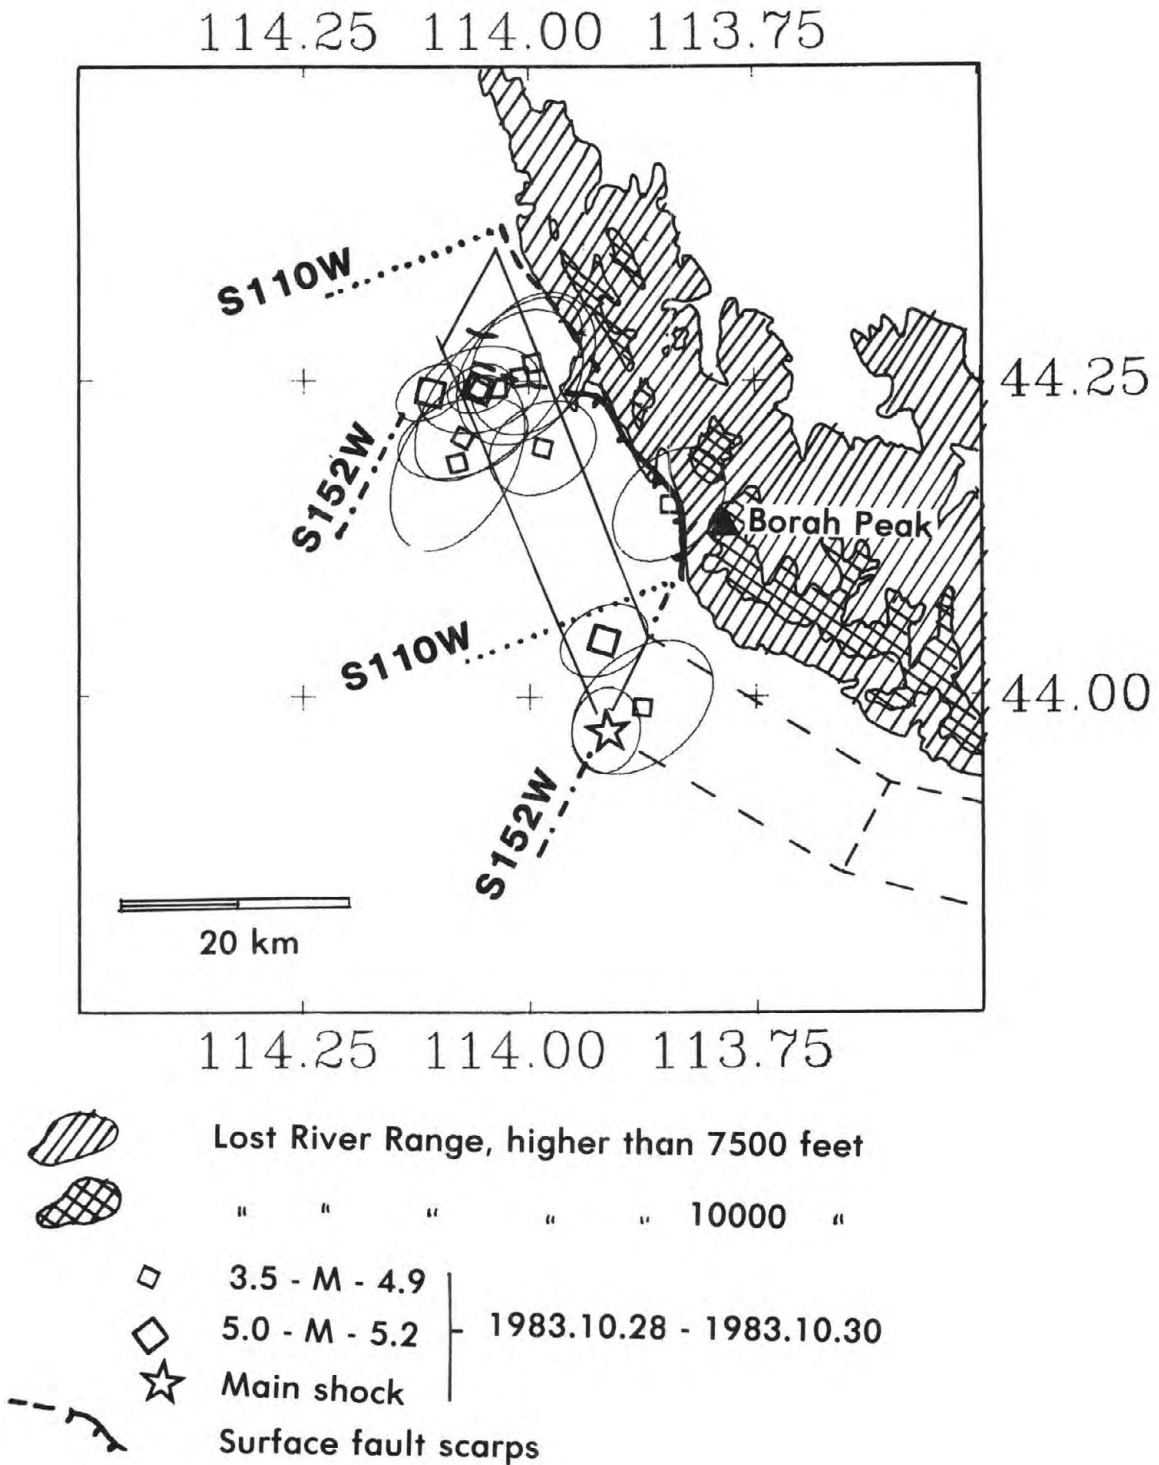 114.25 114.00 113.75
S110W
44.25
S152W
Borah Peak
S110W
44.00
S152W
20 km
114.25 114.00 113.75
Lost River Range, higher than 7500 feet
" " " " " 10000 "
3.5 - M - 4.9
5.0 - M - 5.2
1983.10.28 - 1983.10.30
Main shock
Surface fault scarps